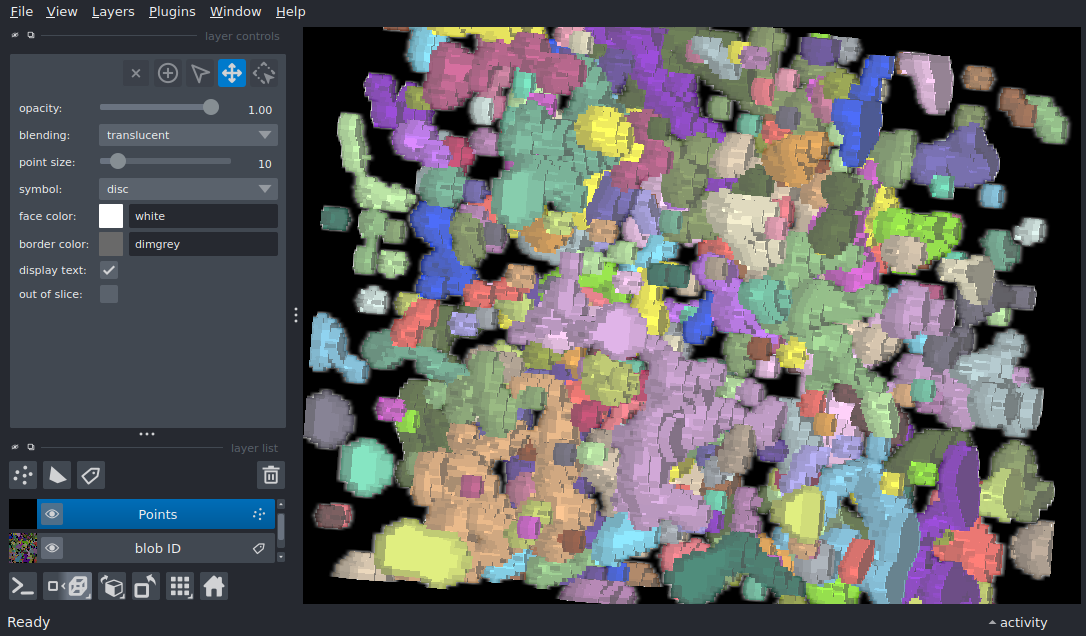 File View Layers Plugins Window Help
layer controls
opacity: 1.00
blending: translucent
point size: 10
symbol: disc
face color: white
border color: dimgrey
display text:
out of slice:
layer list
Points
blob ID
Ready
activity